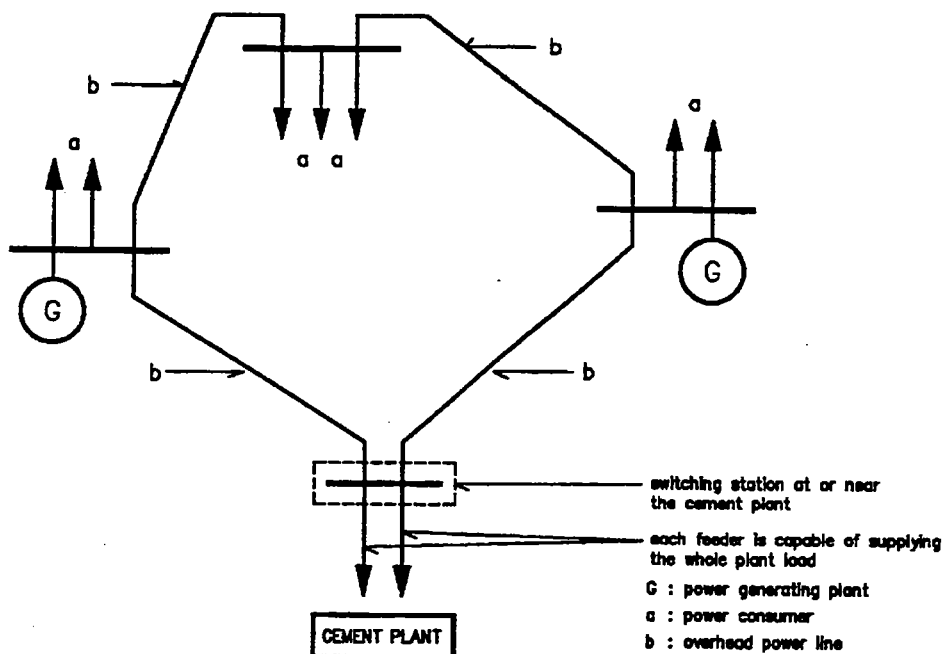 b
b
a
a
a a
G
G
b
b
switching station at or near
the cement plant
each feeder is capable of supplying
the whole plant load
G : power generating plant
a : power consumer
b : overhead power line
CEMENT PLANT